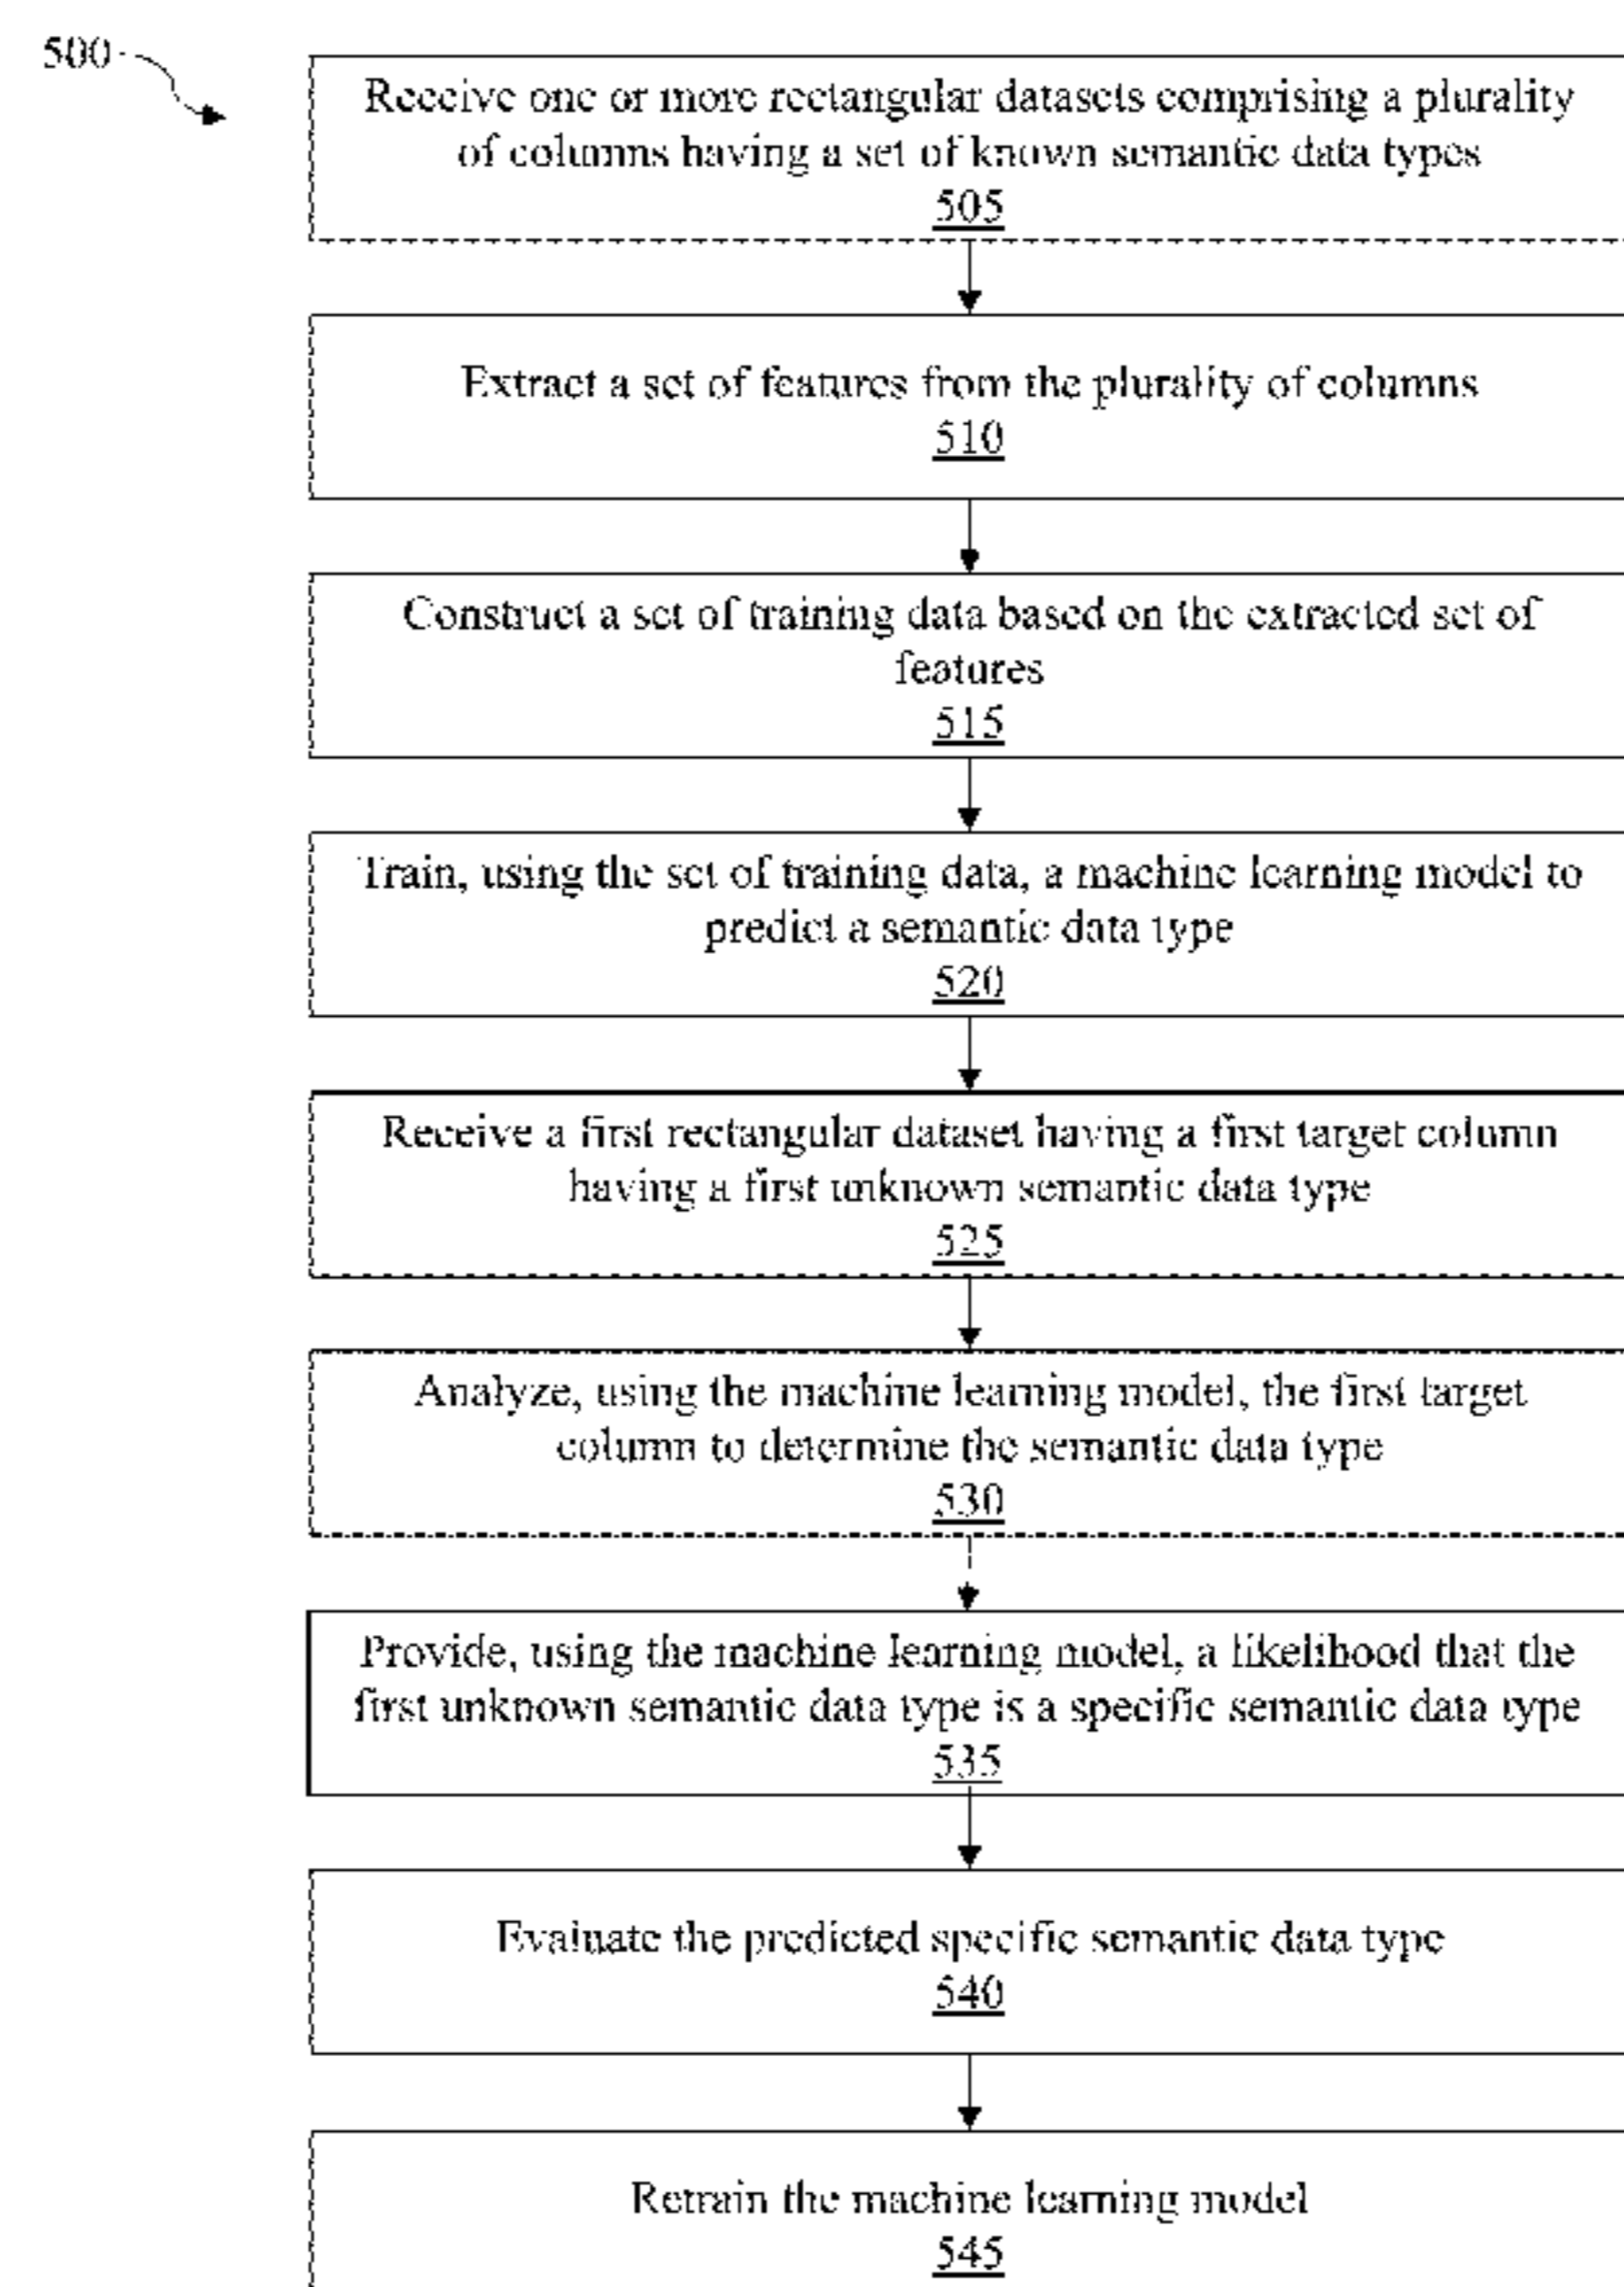 500
Receive one or more rectangular datasets comprising a plurality
of columns having a set of known semantic data types
505
Extract a set of features from the plurality of columns
510
Construct a set of training data based on the extracted set of
features
515
Train, using the set of training data, a machine learning model to
predict a semantic data type
520
Receive a first rectangular dataset having a first target column
having a first unknown semantic data type
525
Analyze, using the machine learning model, the first target
column to determine the semantic data type
530
Provide, using the machine learning model, a likelihood that the
first unknown semantic data type is a specific semantic data type
535
Evaluate the predicted specific semantic data type
540
Retrain the machine learning model
545